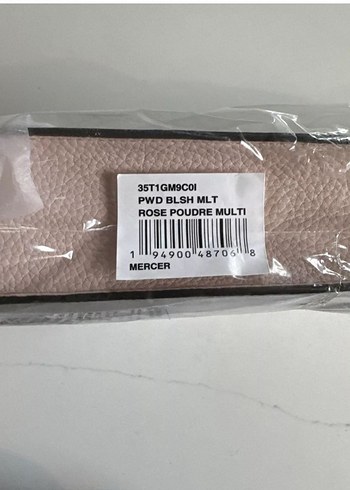 35T1GM9C0I
PWD BLSH MLT
ROSE POUDRE MULTI
1 94900 48706 8
MERCER